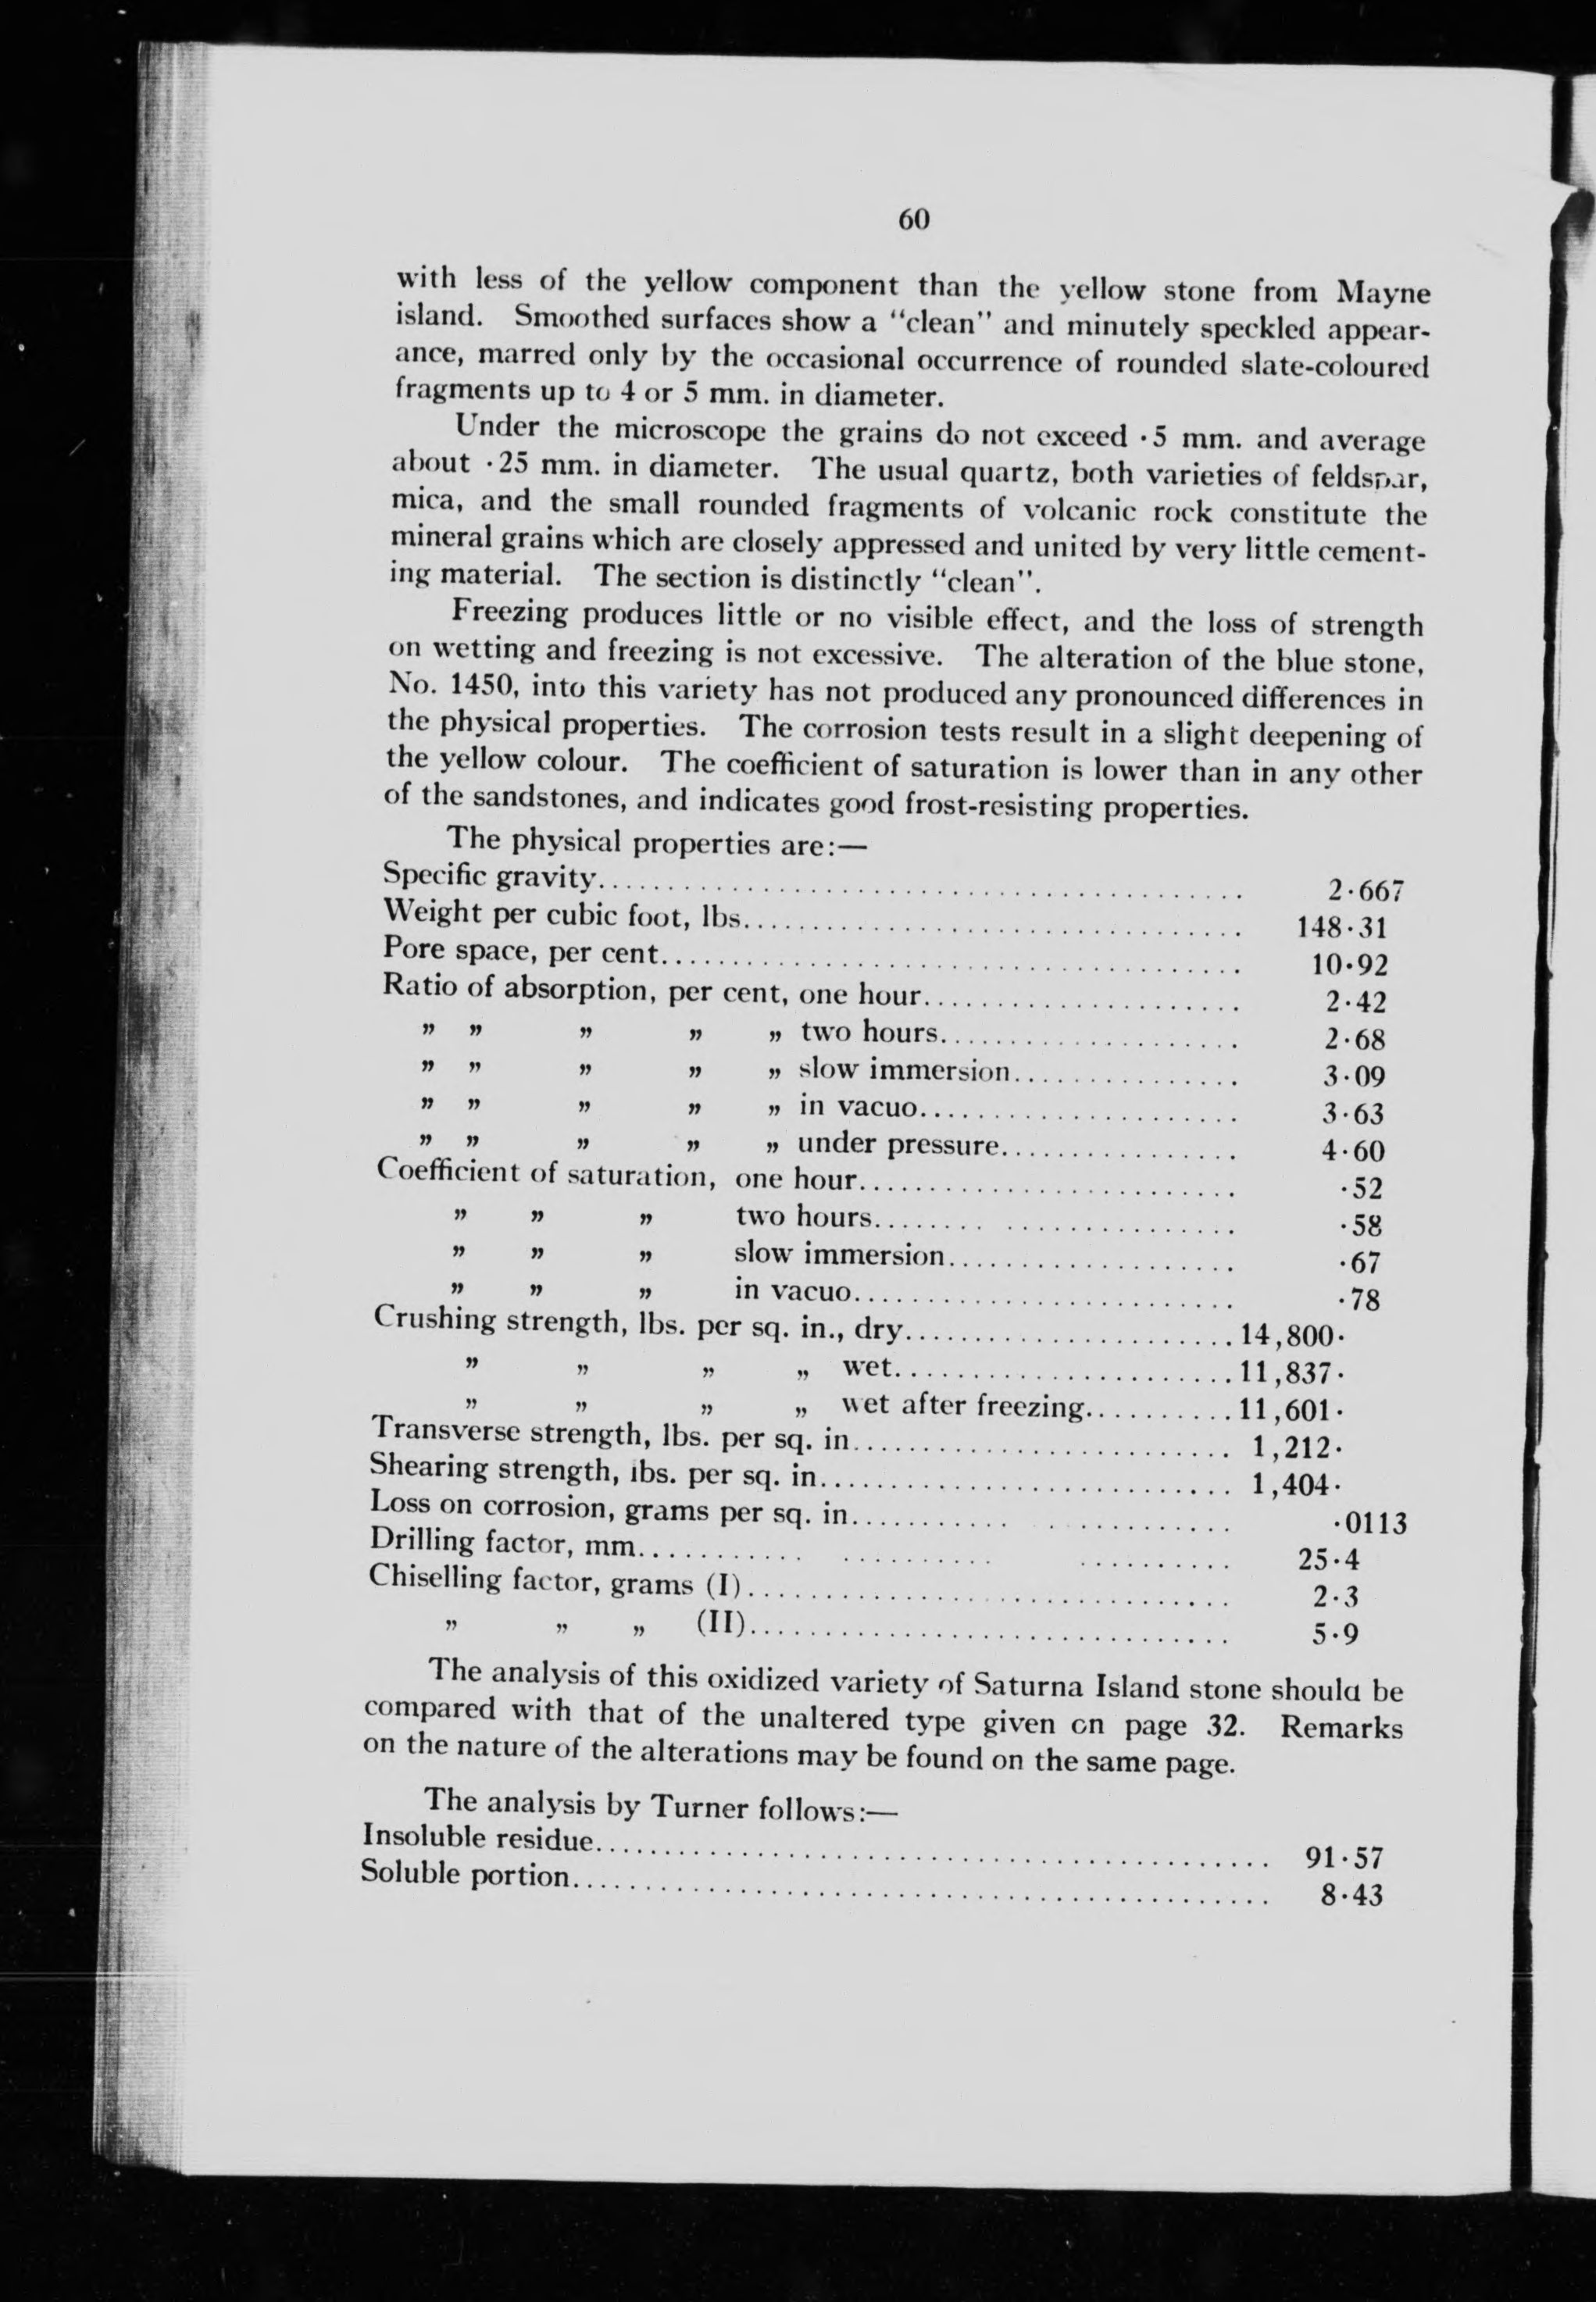 60
with less of the yellow component than the yellow stone from Mayne
island. Smoothed surfaces show a "clean" and minutely speckled appear-
ance, marred only by the occasional occurrence of rounded slate-coloured
fragments up to 4 or 5 mm. in diameter.
Under the microscope the grains do not exceed ·5 mm. and average
about ·25 mm. in diameter. The usual quartz, both varieties of feldspar,
mica, and the small rounded fragments of volcanic rock constitute the
mineral grains which are closely appressed and united by very little cement-
ing material. The section is distinctly "clean".
Freezing produces little or no visible effect, and the loss of strength
on wetting and freezing is not excessive. The alteration of the blue stone,
No. 1450, into this variety has not produced any pronounced differences in
the physical properties. The corrosion tests result in a slight deepening of
the yellow colour. The coefficient of saturation is lower than in any other
of the sandstones, and indicates good frost-resisting properties.
The physical properties are:—
Specific gravity........................................ 2·667
Weight per cubic foot, lbs........................................ 148·31
Pore space, per cent........................................ 10·92
Ratio of absorption, per cent, one hour........................................ 2·42
„ „ „ „ „ two hours........................................ 2·68
„ „ „ „ „ slow immersion........................................ 3·09
„ „ „ „ „ in vacuo........................................ 3·63
„ „ „ „ „ under pressure........................................ 4·60
Coefficient of saturation, one hour........................................ ·52
„ „ „ two hours........................................ ·58
„ „ „ slow immersion........................................ ·67
„ „ „ in vacuo........................................ ·78
Crushing strength, lbs. per sq. in., dry........................................ 14,800·
„ „ „ „ wet........................................ 11,837·
„ „ „ „ wet after freezing........................................ 11,601·
Transverse strength, lbs. per sq. in........................................ 1,212·
Shearing strength, lbs. per sq. in........................................ 1,404·
Loss on corrosion, grams per sq. in........................................ ·0113
Drilling factor, mm........................................ 25·4
Chiselling factor, grams (I)........................................ 2·3
„ „ „ (II)........................................ 5·9
The analysis of this oxidized variety of Saturna Island stone should be
compared with that of the unaltered type given on page 32. Remarks
on the nature of the alterations may be found on the same page.
The analysis by Turner follows:—
Insoluble residue........................................ 91·57
Soluble portion........................................ 8·43